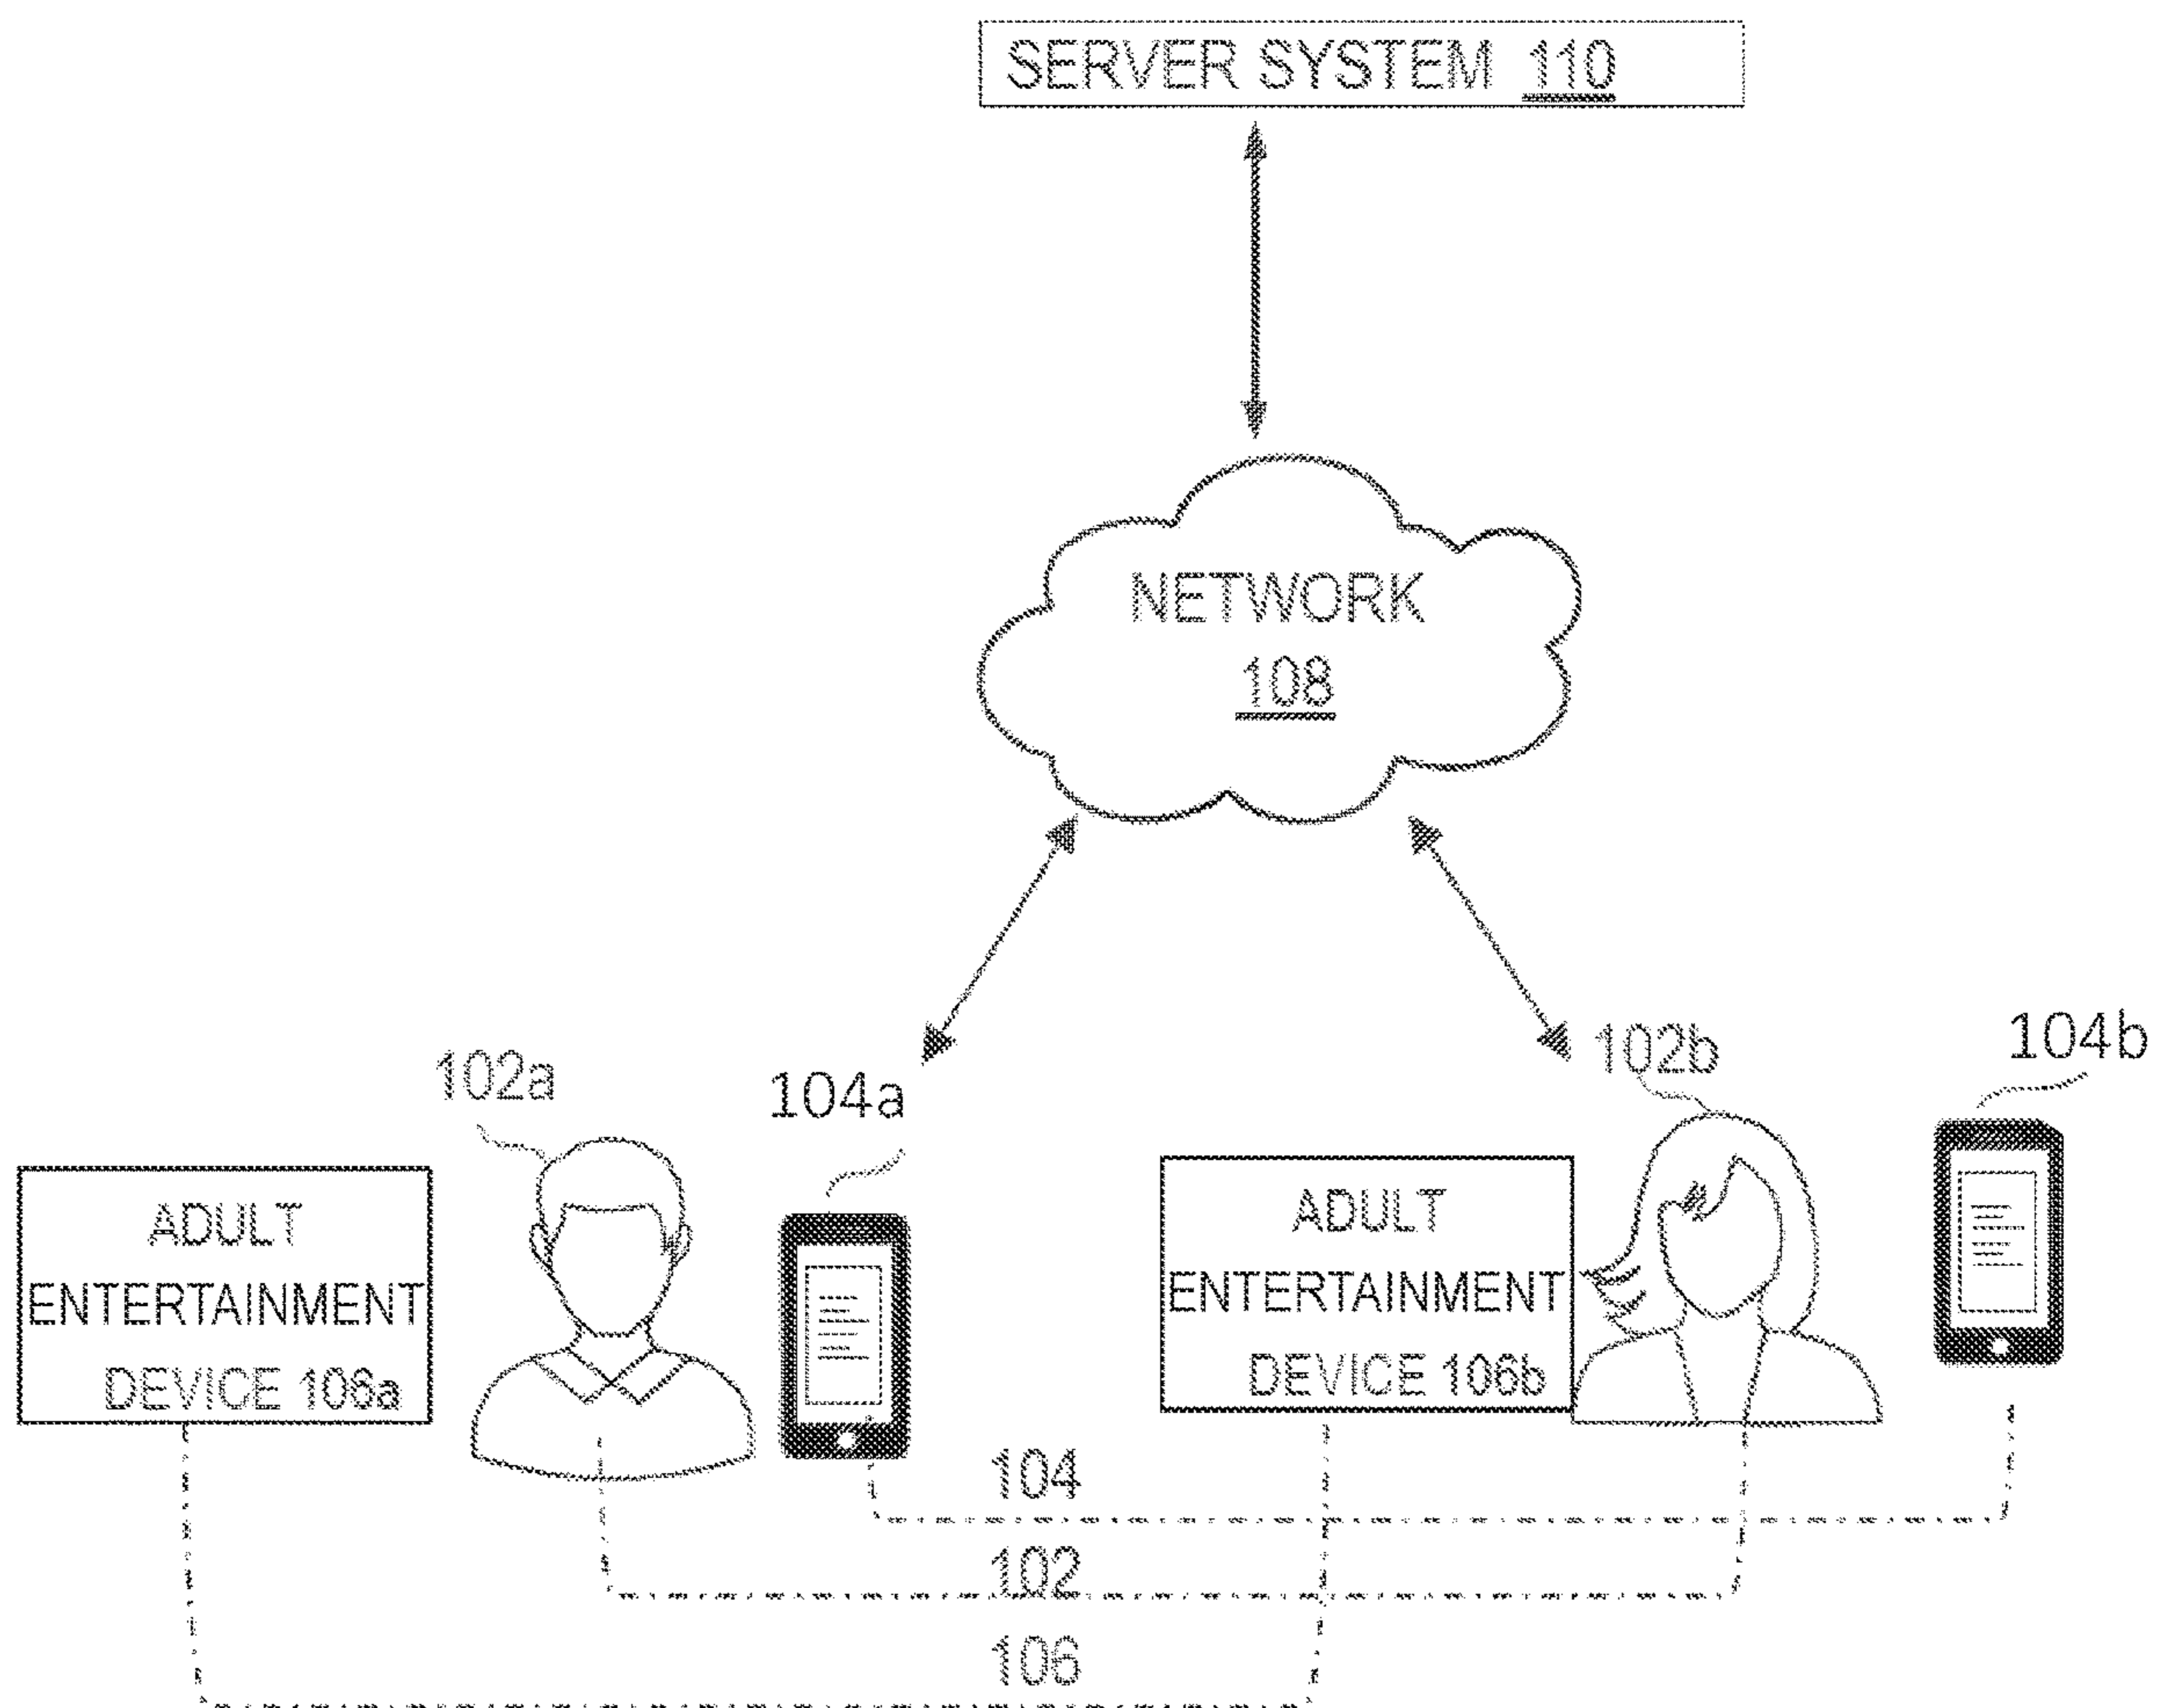 SERVER SYSTEM 110
NETWORK
108
102a
104a
102b
104b
ADULT
ENTERTAINMENT
DEVICE 106a
ADULT
ENTERTAINMENT
DEVICE 106b
104
102
106